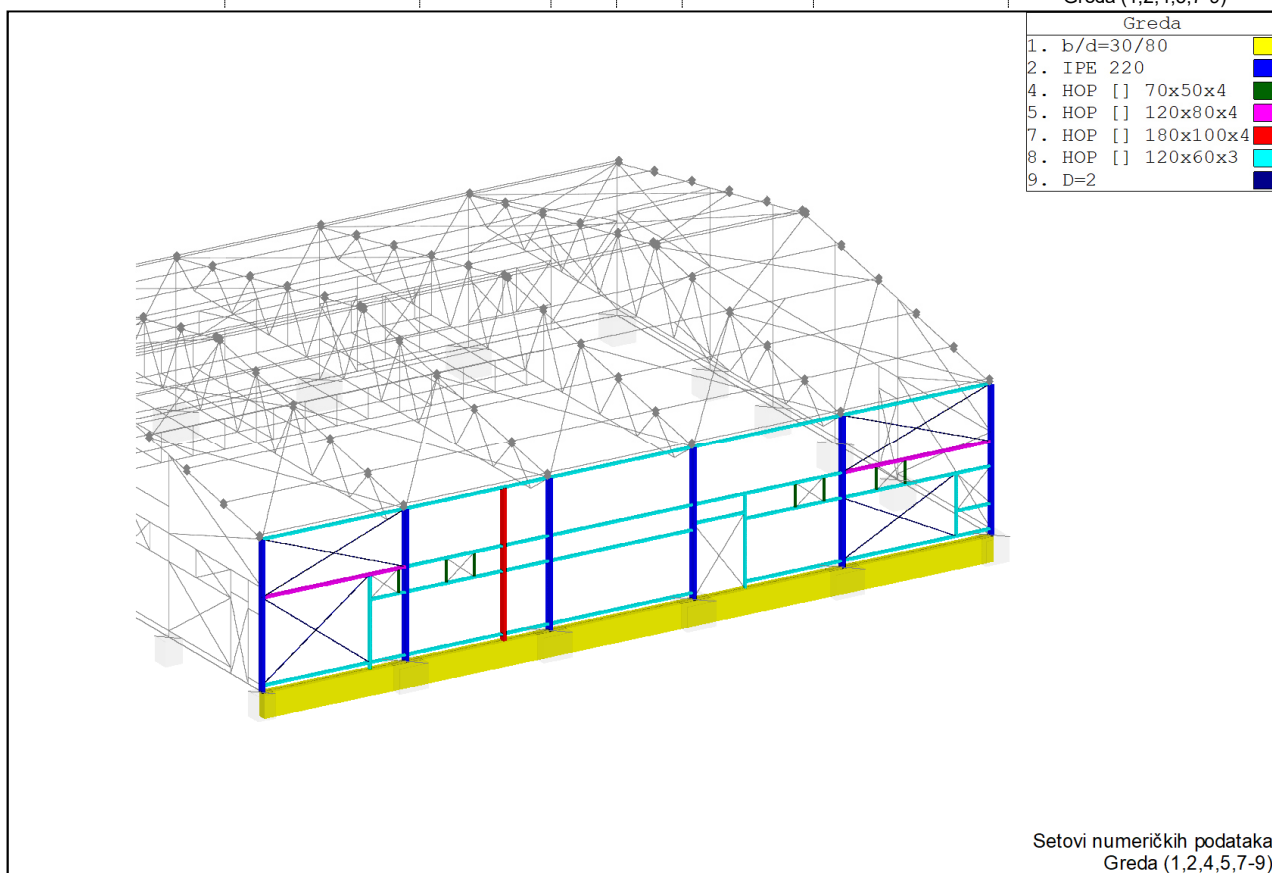 Greda
1. b/d=30/80
2. IPE 220
4. HOP [] 70x50x4
5. HOP [] 120x80x4
7. HOP [] 180x100x4
8. HOP [] 120x60x3
9. D=2
Setovi numeričkih podataka
Greda (1,2,4,5,7-9)